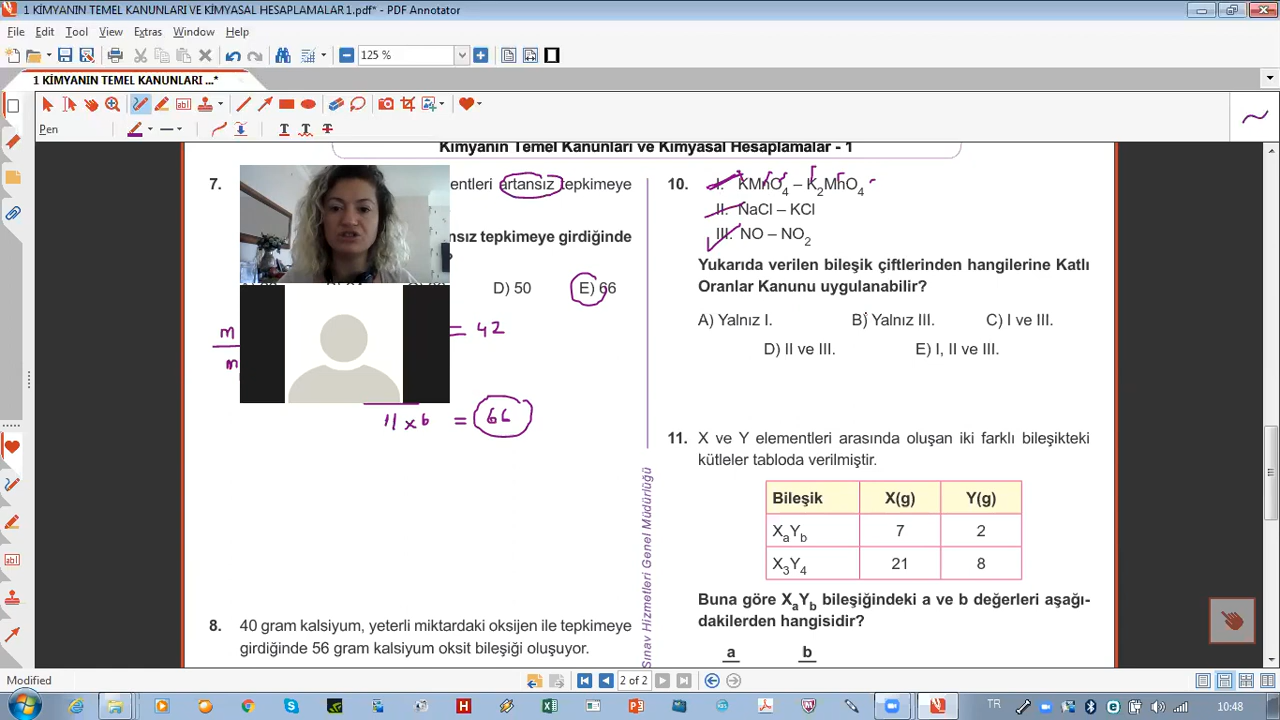 1 KİMYANIN TEMEL KANUNLARI VE KİMYASAL HESAPLAMALAR 1.pdf* - PDF Annotator
File Edit Tool View Extras Window Help
125 %
1 KİMYANIN TEMEL KANUNLARI ...*
Pen
Kimyanın Temel Kanunları ve Kimyasal Hesaplamalar - 1
7.
entleri artansız tepkimeye
nsız tepkimeye girdiğinde
D) 50 E) 66
m = 42
m
11 x 6 = 66
8. 40 gram kalsiyum, yeterli miktardaki oksijen ile tepkimeye
girdiğinde 56 gram kalsiyum oksit bileşiği oluşuyor.
Sınav Hizmetleri Genel Müdürlüğü
10. I. KMnO4 – K2MnO4
II. NaCl – KCl
III. NO – NO2
Yukarıda verilen bileşik çiftlerinden hangilerine Katlı
Oranlar Kanunu uygulanabilir?
A) Yalnız I. B) Yalnız III. C) I ve III.
D) II ve III. E) I, II ve III.
11. X ve Y elementleri arasında oluşan iki farklı bileşikteki
kütleler tabloda verilmiştir.
Bileşik X(g) Y(g)
XaYb 7 2
X3Y4 21 8
Buna göre XaYb bileşiğindeki a ve b değerleri aşağı-
dakilerden hangisidir?
a b
Modified
2 of 2
TR
10:48